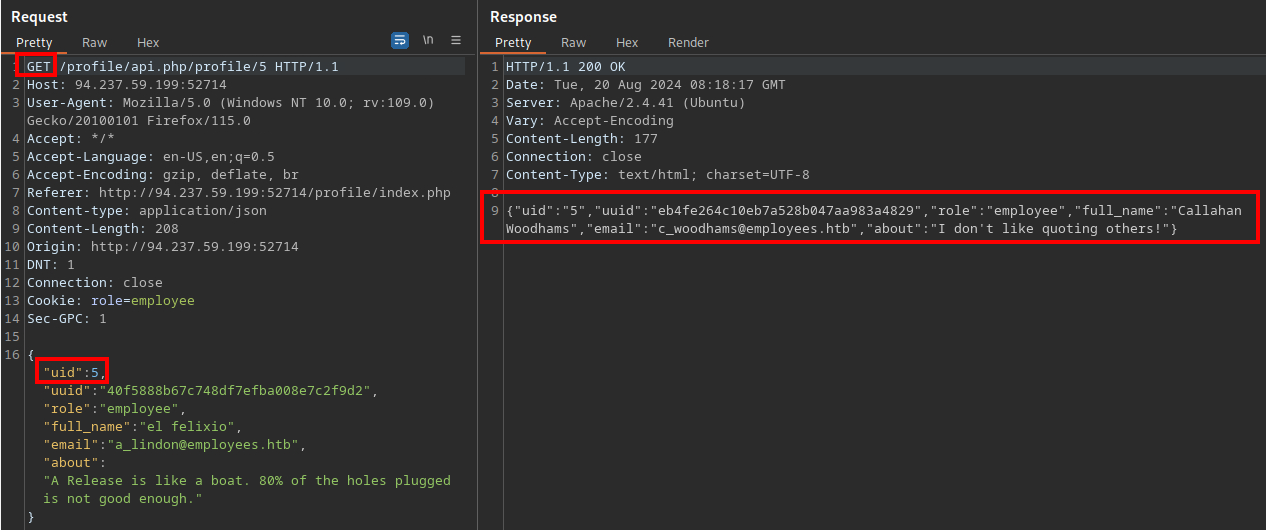 Request
Pretty Raw Hex \n
1 GET /profile/api.php/profile/5 HTTP/1.1
2 Host: 94.237.59.199:52714
3 User-Agent: Mozilla/5.0 (Windows NT 10.0; rv:109.0)
Gecko/20100101 Firefox/115.0
4 Accept: */*
5 Accept-Language: en-US,en;q=0.5
6 Accept-Encoding: gzip, deflate, br
7 Referer: http://94.237.59.199:52714/profile/index.php
8 Content-type: application/json
9 Content-Length: 208
10 Origin: http://94.237.59.199:52714
11 DNT: 1
12 Connection: close
13 Cookie: role=employee
14 Sec-GPC: 1
15
16 {
"uid":5,
"uuid":"40f5888b67c748df7efba008e7c2f9d2",
"role":"employee",
"full_name":"el felixio",
"email":"a_lindon@employees.htb",
"about":
"A Release is like a boat. 80% of the holes plugged
is not good enough."
}
Response
Pretty Raw Hex Render
1 HTTP/1.1 200 OK
2 Date: Tue, 20 Aug 2024 08:18:17 GMT
3 Server: Apache/2.4.41 (Ubuntu)
4 Vary: Accept-Encoding
5 Content-Length: 177
6 Connection: close
7 Content-Type: text/html; charset=UTF-8
8
9 {"uid":"5","uuid":"eb4fe264c10eb7a528b047aa983a4829","role":"employee","full_name":"Callahan
Woodhams","email":"c_woodhams@employees.htb","about":"I don't like quoting others!"}